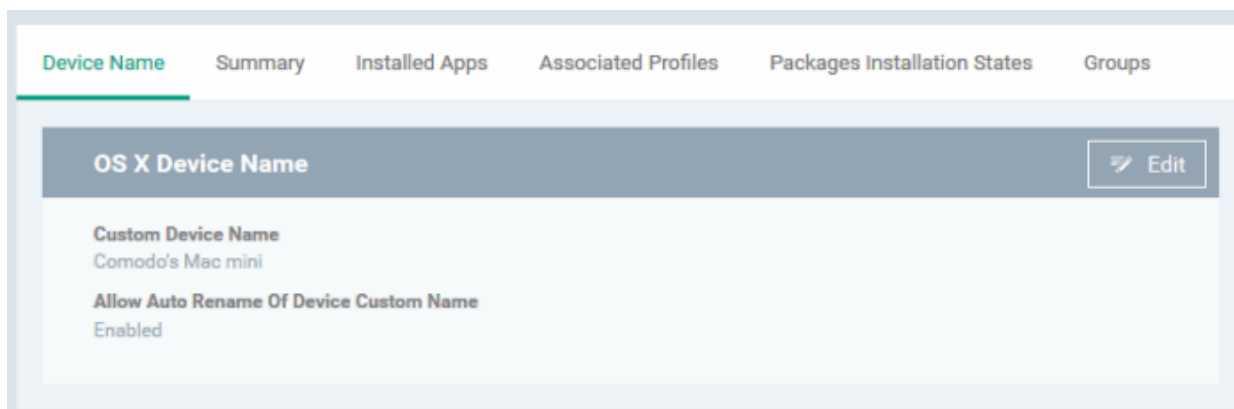 Device Name Summary Installed Apps Associated Profiles Packages Installation States Groups
OS X Device Name Edit
Custom Device Name
Comodo's Mac mini
Allow Auto Rename Of Device Custom Name
Enabled